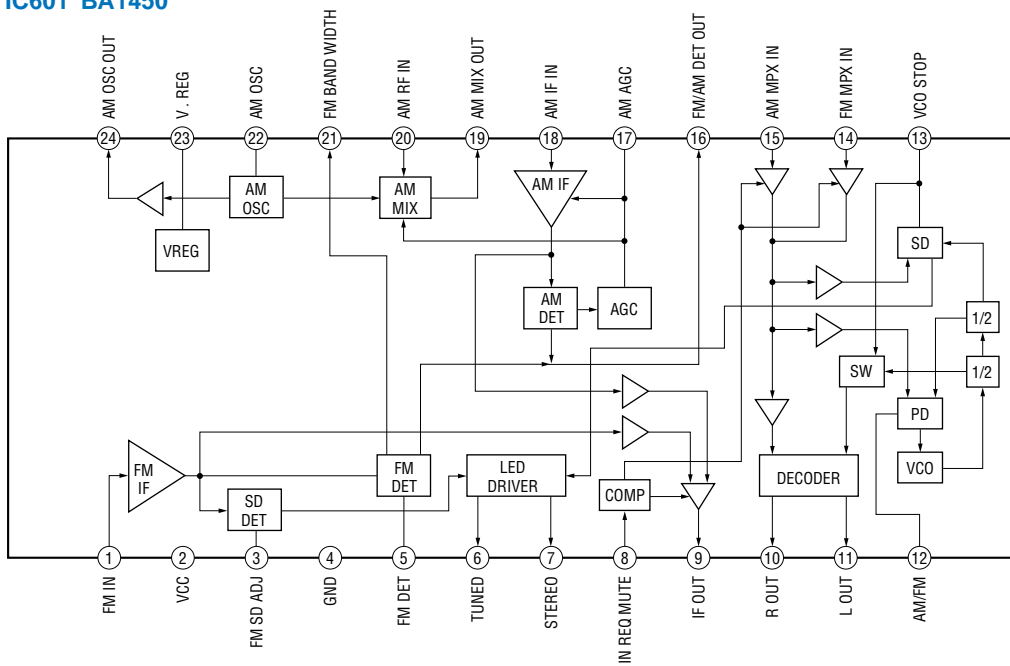 IC601 BA1450
AM OSC OUT
V . REG
AM OSC
FM BAND WIDTH
AM RF IN
AM MIX OUT
AM IF IN
AM AGC
FM/AM DET OUT
AM MPX IN
FM MPX IN
VCO STOP
24
23
22
21
20
19
18
17
16
15
14
13
AM
OSC
AM
MIX
AM IF
SD
VREG
AM
DET
AGC
1/2
SW
1/2
PD
FM
IF
FM
DET
LED
DRIVER
COMP
DECODER
VCO
SD
DET
1
2
3
4
5
6
7
8
9
10
11
12
FM IN
VCC
FM SD ADJ
GND
FM DET
TUNED
STEREO
IN REQ MUTE
IF OUT
R OUT
L OUT
AM/FM